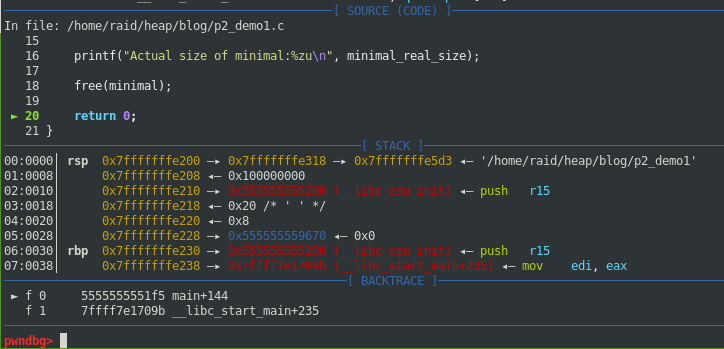 [ SOURCE (CODE) ]
In file: /home/raid/heap/blog/p2_demo1.c
15
16 printf("Actual size of minimal:%zu\n", minimal_real_size);
17
18 free(minimal);
19
► 20 return 0;
21 }
[ STACK ]
00:0000│ rsp 0x7fffffffe200 —▸ 0x7fffffffe318 —▸ 0x7fffffffe5d3 ◂— '/home/raid/heap/blog/p2_demo1'
01:0008│ 0x7fffffffe208 ◂— 0x100000000
02:0010│ 0x7fffffffe210 —▸ 0x555555555200 (__libc_csu_init) ◂— push r15
03:0018│ 0x7fffffffe218 ◂— 0x20 /* ' ' */
04:0020│ 0x7fffffffe220 ◂— 0x8
05:0028│ 0x7fffffffe228 —▸ 0x555555559670 ◂— 0x0
06:0030│ rbp 0x7fffffffe230 —▸ 0x555555555200 (__libc_csu_init) ◂— push r15
07:0038│ 0x7fffffffe238 —▸ 0x7ffff7e1709b (__libc_start_main+235) ◂— mov edi, eax
[ BACKTRACE ]
► f 0 5555555551f5 main+144
f 1 7ffff7e1709b __libc_start_main+235
pwndbg>